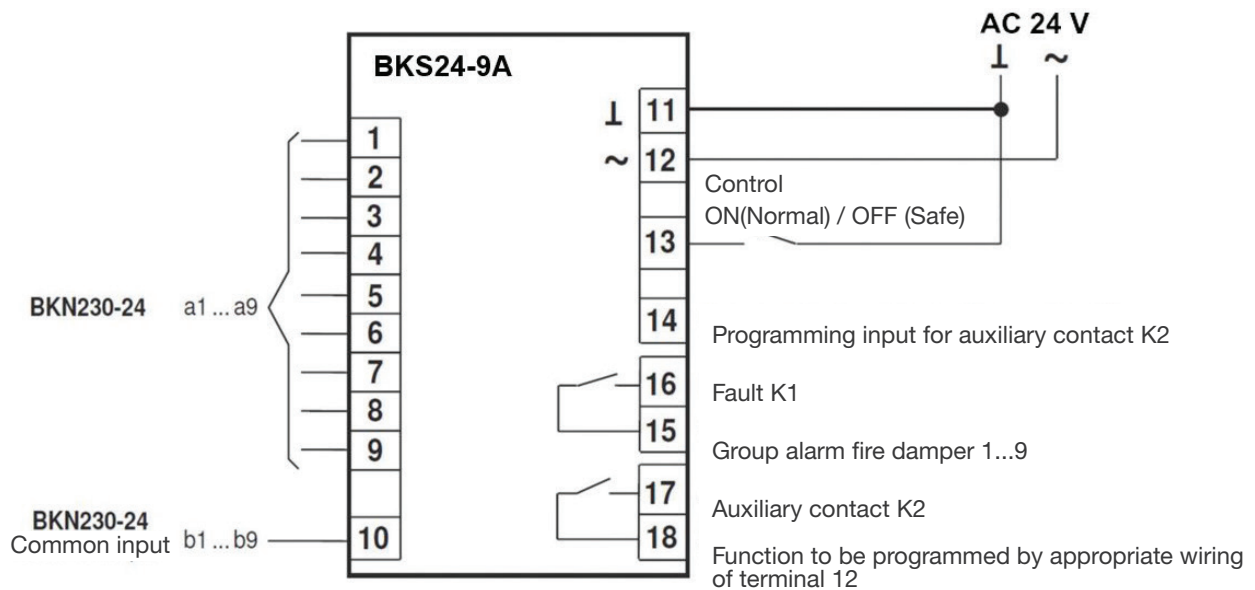 AC 24 V
⊥ ~
BKS24-9A
1
2
3
4
5
6
7
8
9
10
BKN230-24 a1 ... a9
BKN230-24
Common input b1 ... b9
⊥ 11
~ 12
Control
ON(Normal) / OFF (Safe)
13
14
Programming input for auxiliary contact K2
16
Fault K1
15
Group alarm fire damper 1...9
17
Auxiliary contact K2
18
Function to be programmed by appropriate wiring
of terminal 12